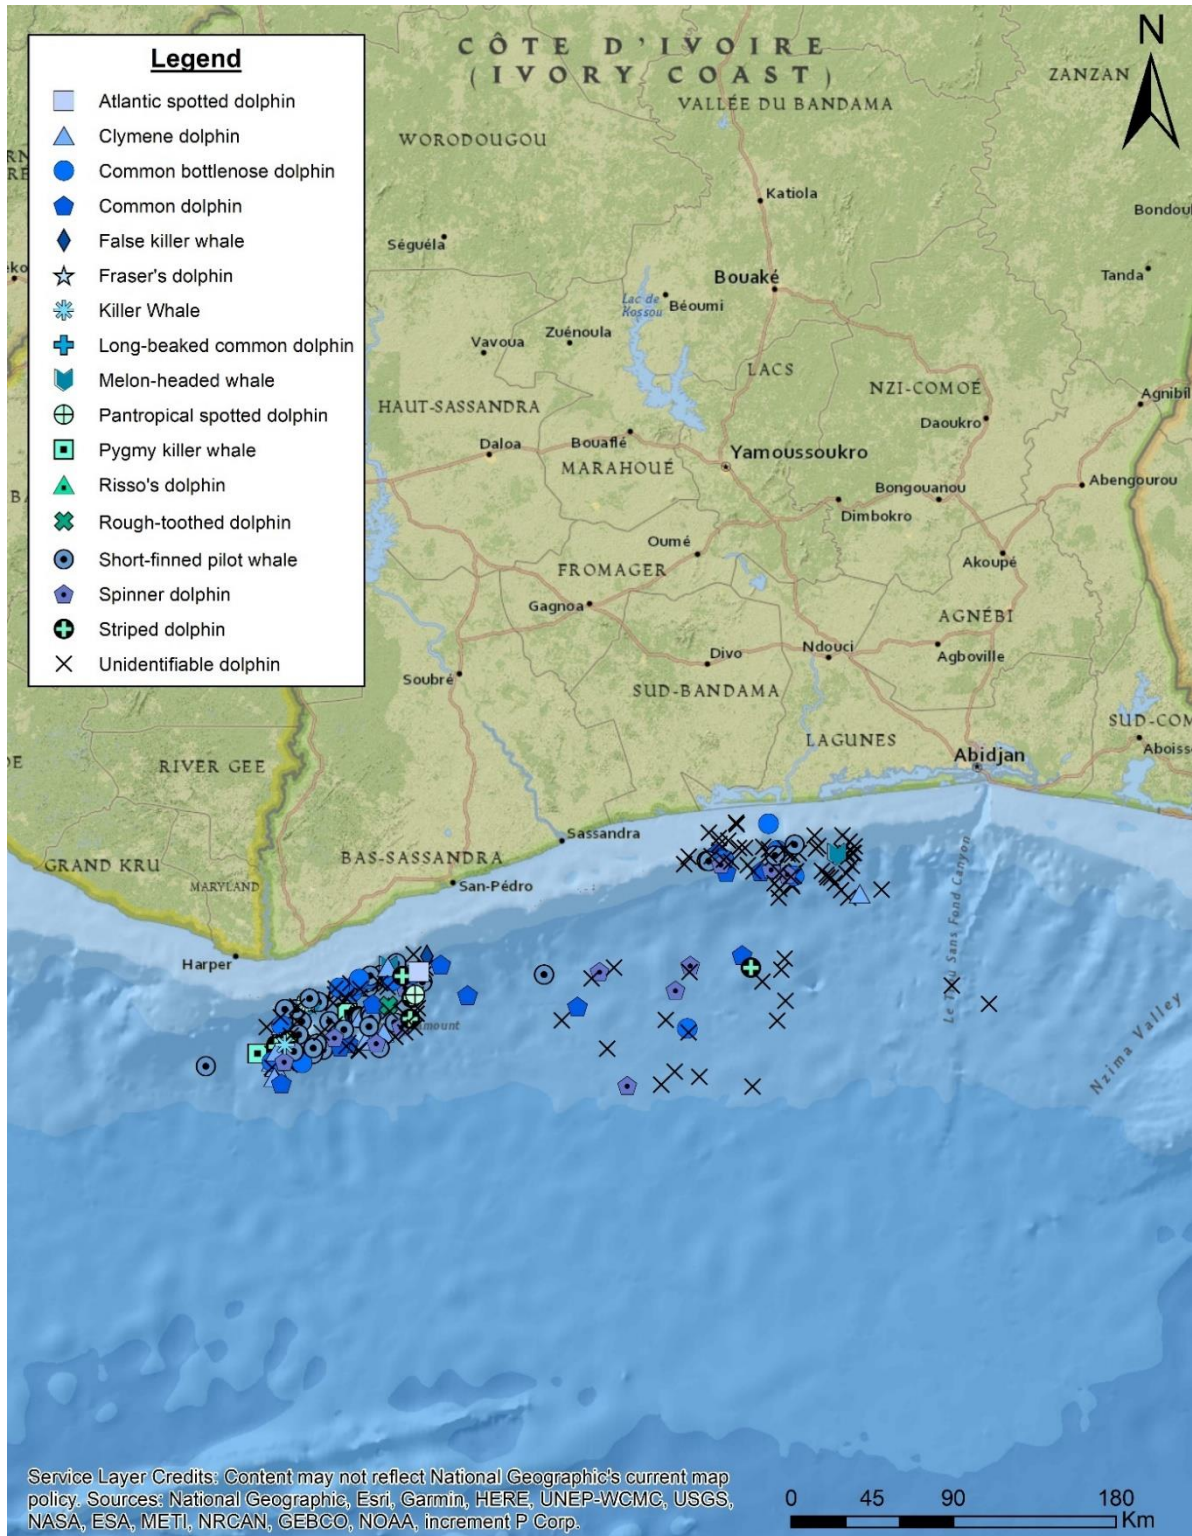 CÔTE D'IVOIRE
(IVORY COAST)
N
ZANZAN
VALLÉE DU BANDAMA
WORODOUGOU
Legend
Atlantic spotted dolphin
Clymene dolphin
Common bottlenose dolphin
Common dolphin
False killer whale
Fraser's dolphin
Killer Whale
Long-beaked common dolphin
Melon-headed whale
Pantropical spotted dolphin
Pygmy killer whale
Risso's dolphin
Rough-toothed dolphin
Short-finned pilot whale
Spinner dolphin
Striped dolphin
Unidentifiable dolphin
Katiola
Bondoul
Séguéla
Tanda
Bouaké
Lac de
Kossou
Béoumi
Zuénoula
Vavoua
LACS
NZI-COMOÉ
Agnibil
HAUT-SASSANDRA
Daoukro
Daloa
Bouaflé
Yamoussoukro
MARAHOUÉ
Bongouanou
Abengourou
Dimbokro
Oumé
Akoupé
FROMAGER
Gagnoa
AGNÉBI
Divo
Ndouci
Agboville
Soubré
SUD-BANDAMA
SUD-COM
LAGUNES
Aboiss
Abidjan
RIVER GEE
Sassandra
GRAND KRU
BAS-SASSANDRA
MARYLAND
San-Pédro
Harper
Le Trou Sans Fond Canyon
Nzima Valley
Service Layer Credits: Content may not reflect National Geographic's current map
policy. Sources: National Geographic, Esri, Garmin, HERE, UNEP-WCMC, USGS,
NASA, ESA, METI, NRCAN, GEBCO, NOAA, increment P Corp.
0 45 90 180
Km